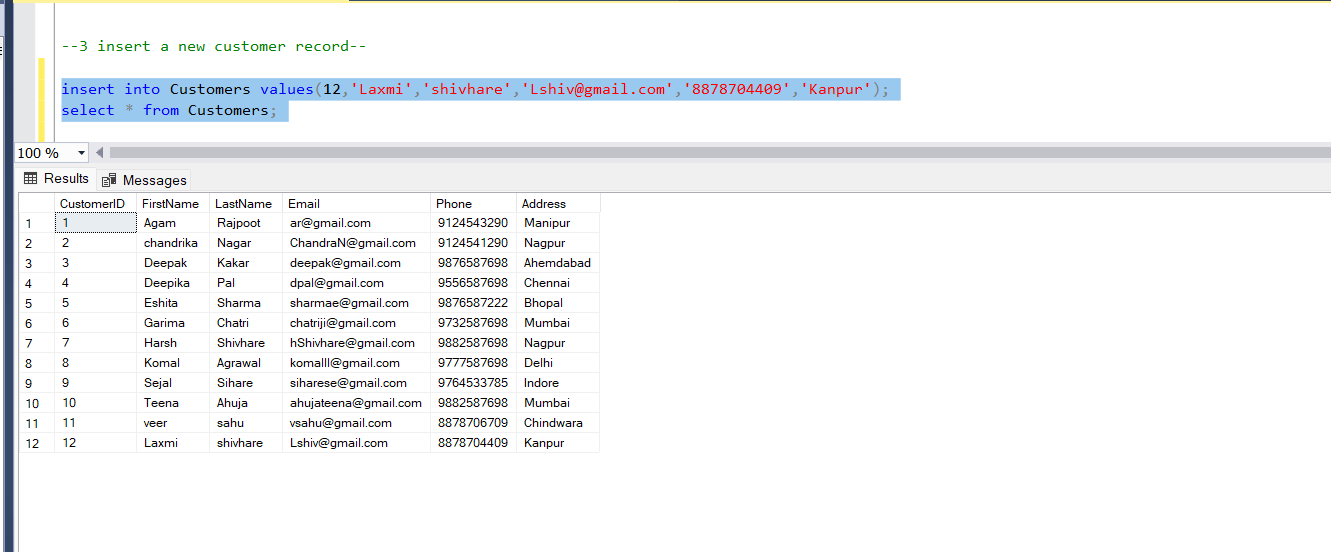 --3 insert a new customer record--
insert into Customers values(12,'Laxmi','shivhare','Lshiv@gmail.com','8878704409','Kanpur');
select * from Customers;
100 %
Results Messages
CustomerID FirstName LastName Email Phone Address
1 1 Agam Rajpoot ar@gmail.com 9124543290 Manipur
2 2 chandrika Nagar ChandraN@gmail.com 9124541290 Nagpur
3 3 Deepak Kakar deepak@gmail.com 9876587698 Ahemdabad
4 4 Deepika Pal dpal@gmail.com 9556587698 Chennai
5 5 Eshita Sharma sharmae@gmail.com 9876587222 Bhopal
6 6 Garima Chatri chatriji@gmail.com 9732587698 Mumbai
7 7 Harsh Shivhare hShivhare@gmail.com 9882587698 Nagpur
8 8 Komal Agrawal komalll@gmail.com 9777587698 Delhi
9 9 Sejal Sihare siharese@gmail.com 9764533785 Indore
10 10 Teena Ahuja ahujateena@gmail.com 9882587698 Mumbai
11 11 veer sahu vsahu@gmail.com 8878706709 Chindwara
12 12 Laxmi shivhare Lshiv@gmail.com 8878704409 Kanpur